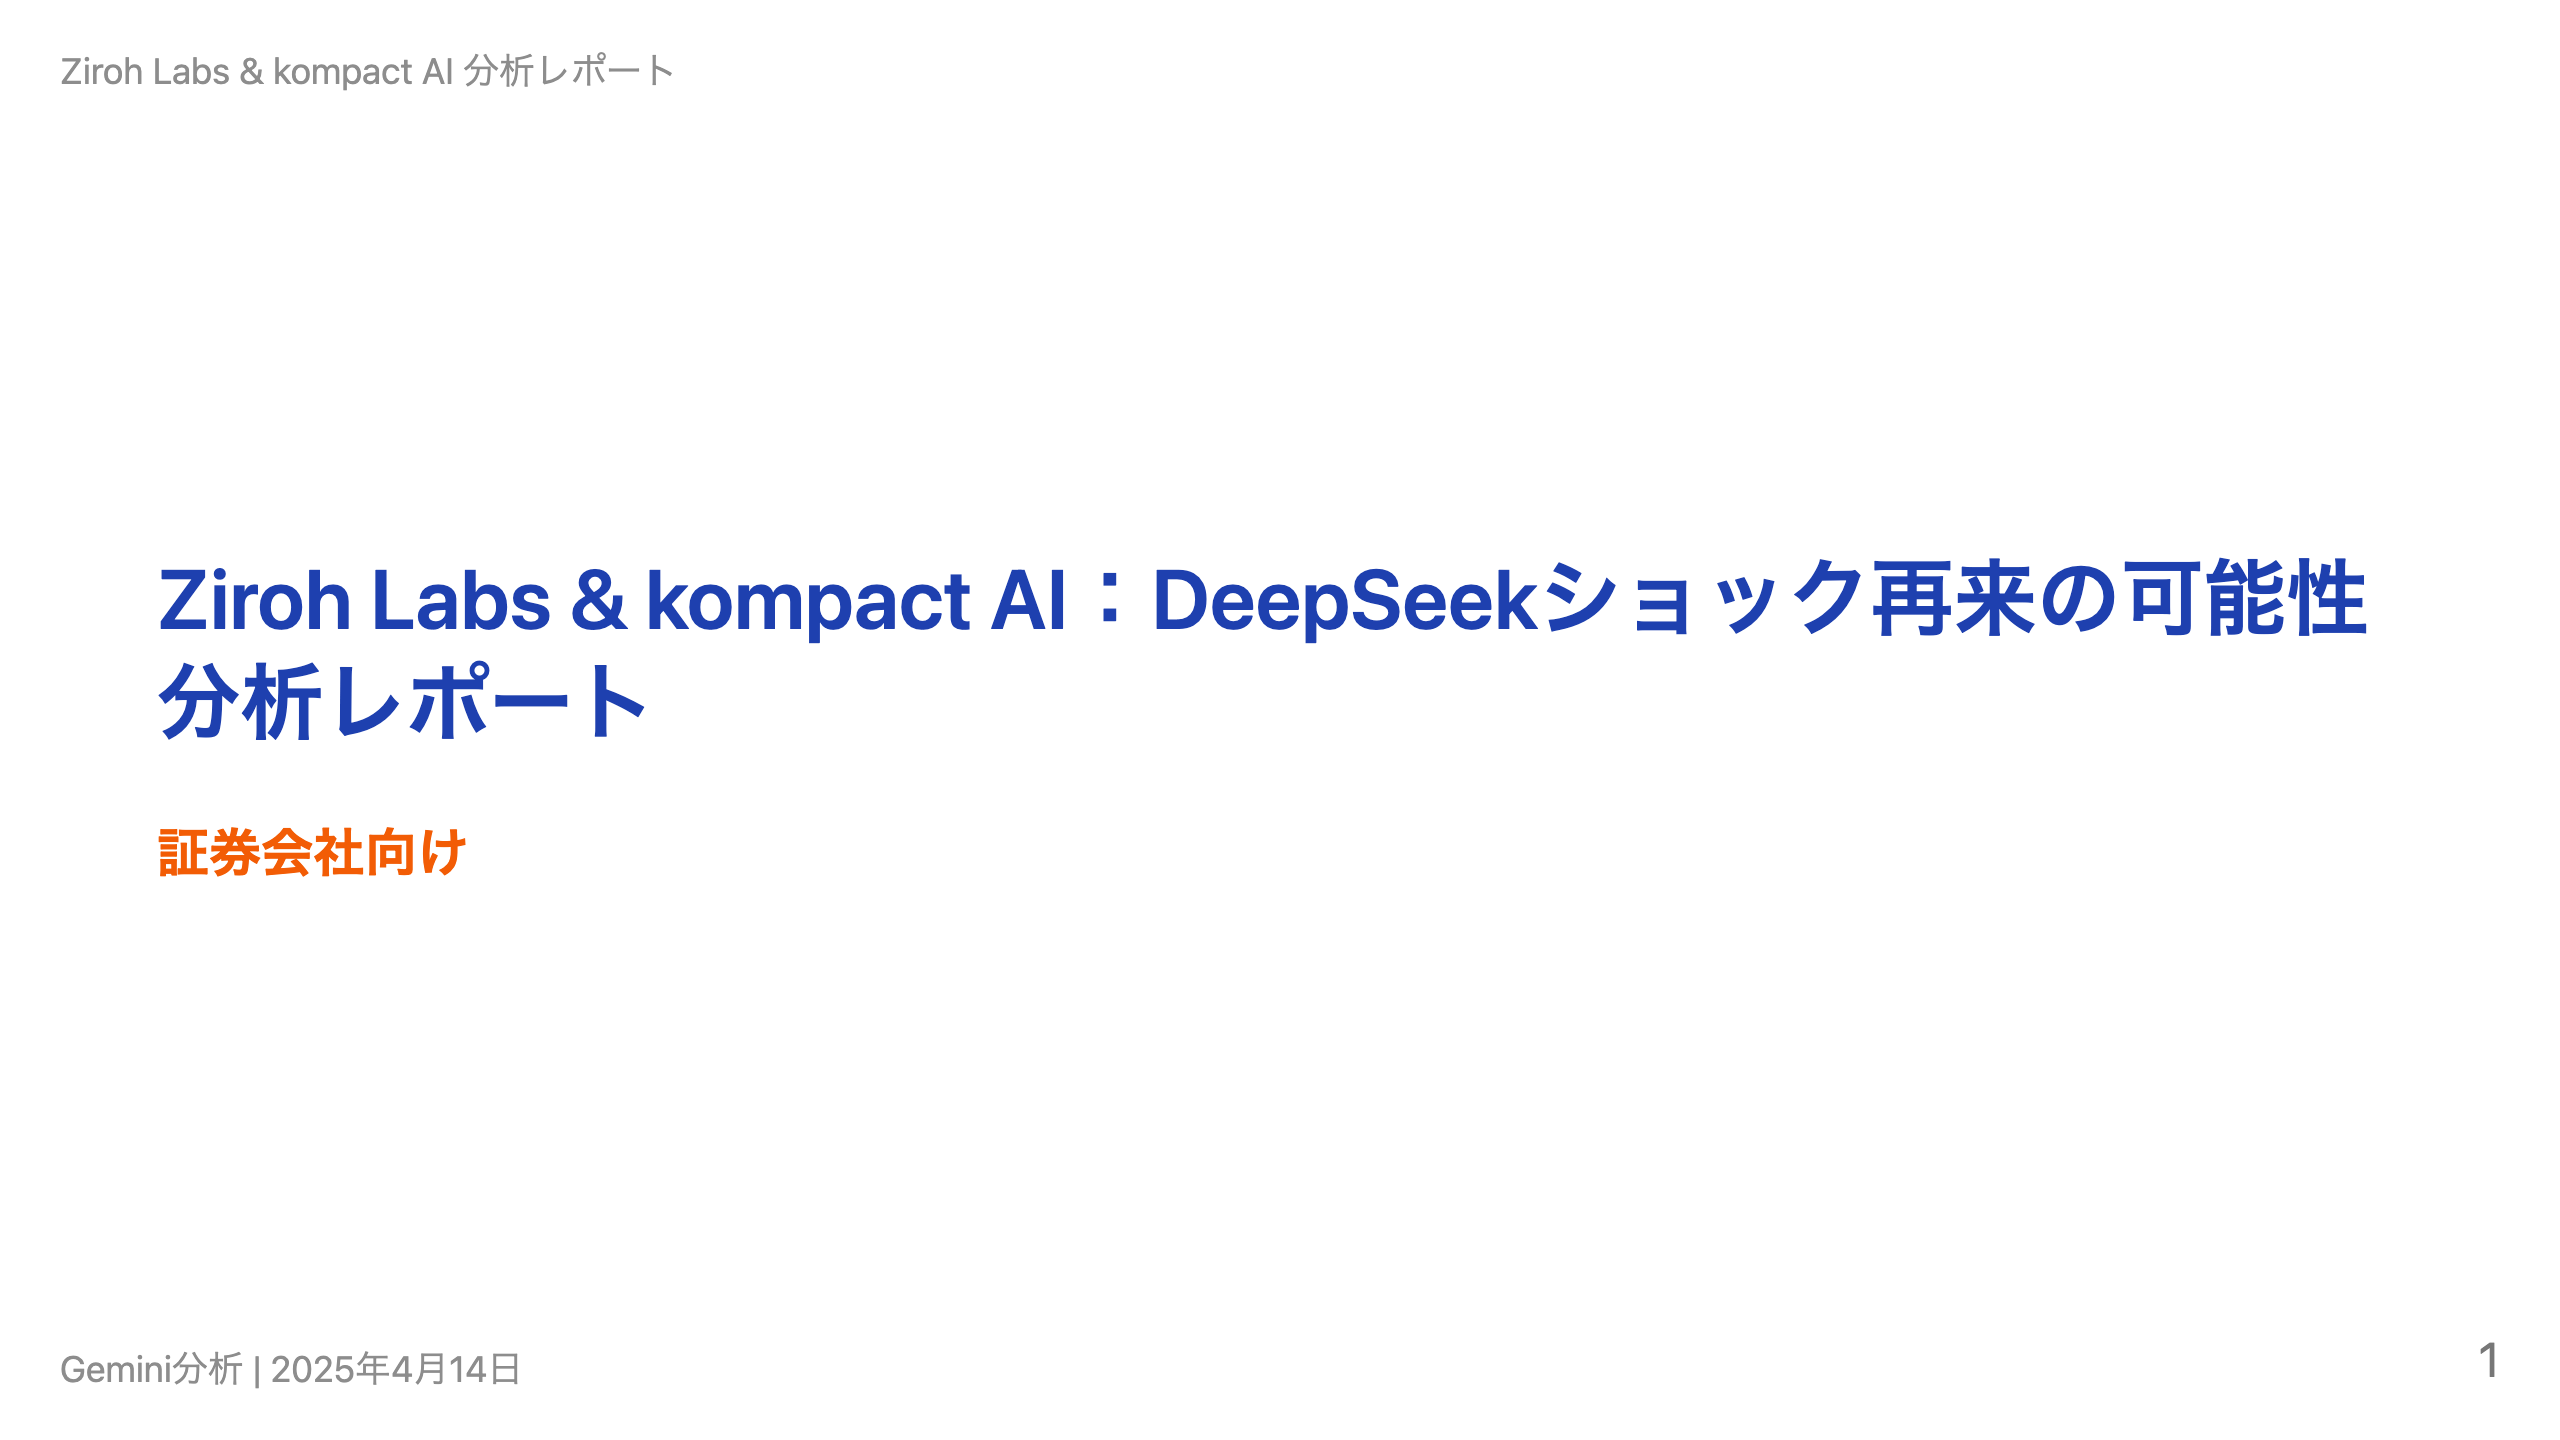 Ziroh Labs & kompact AI 分析レポート
Ziroh Labs & kompact AI：DeepSeekショック再来の可能性
分析レポート
証券会社向け
Gemini分析 | 2025年4月14日
1